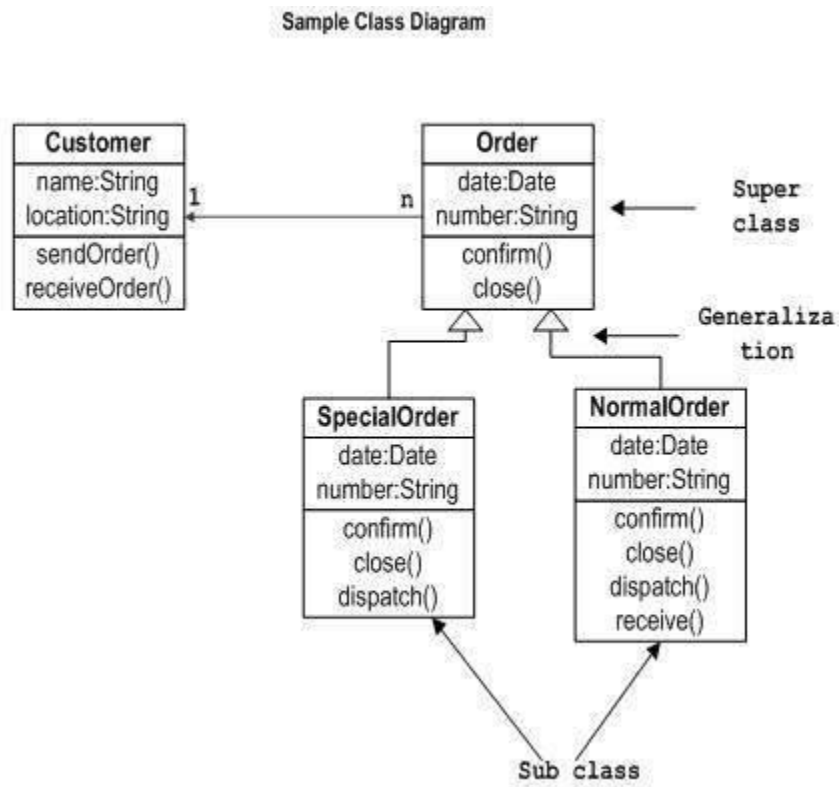 Sample Class Diagram
Customer
name:String
location:String
sendOrder()
receiveOrder()
1
n
Order
date:Date
number:String
confirm()
close()
Super
class
Generaliza
tion
SpecialOrder
date:Date
number:String
confirm()
close()
dispatch()
NormalOrder
date:Date
number:String
confirm()
close()
dispatch()
receive()
Sub class